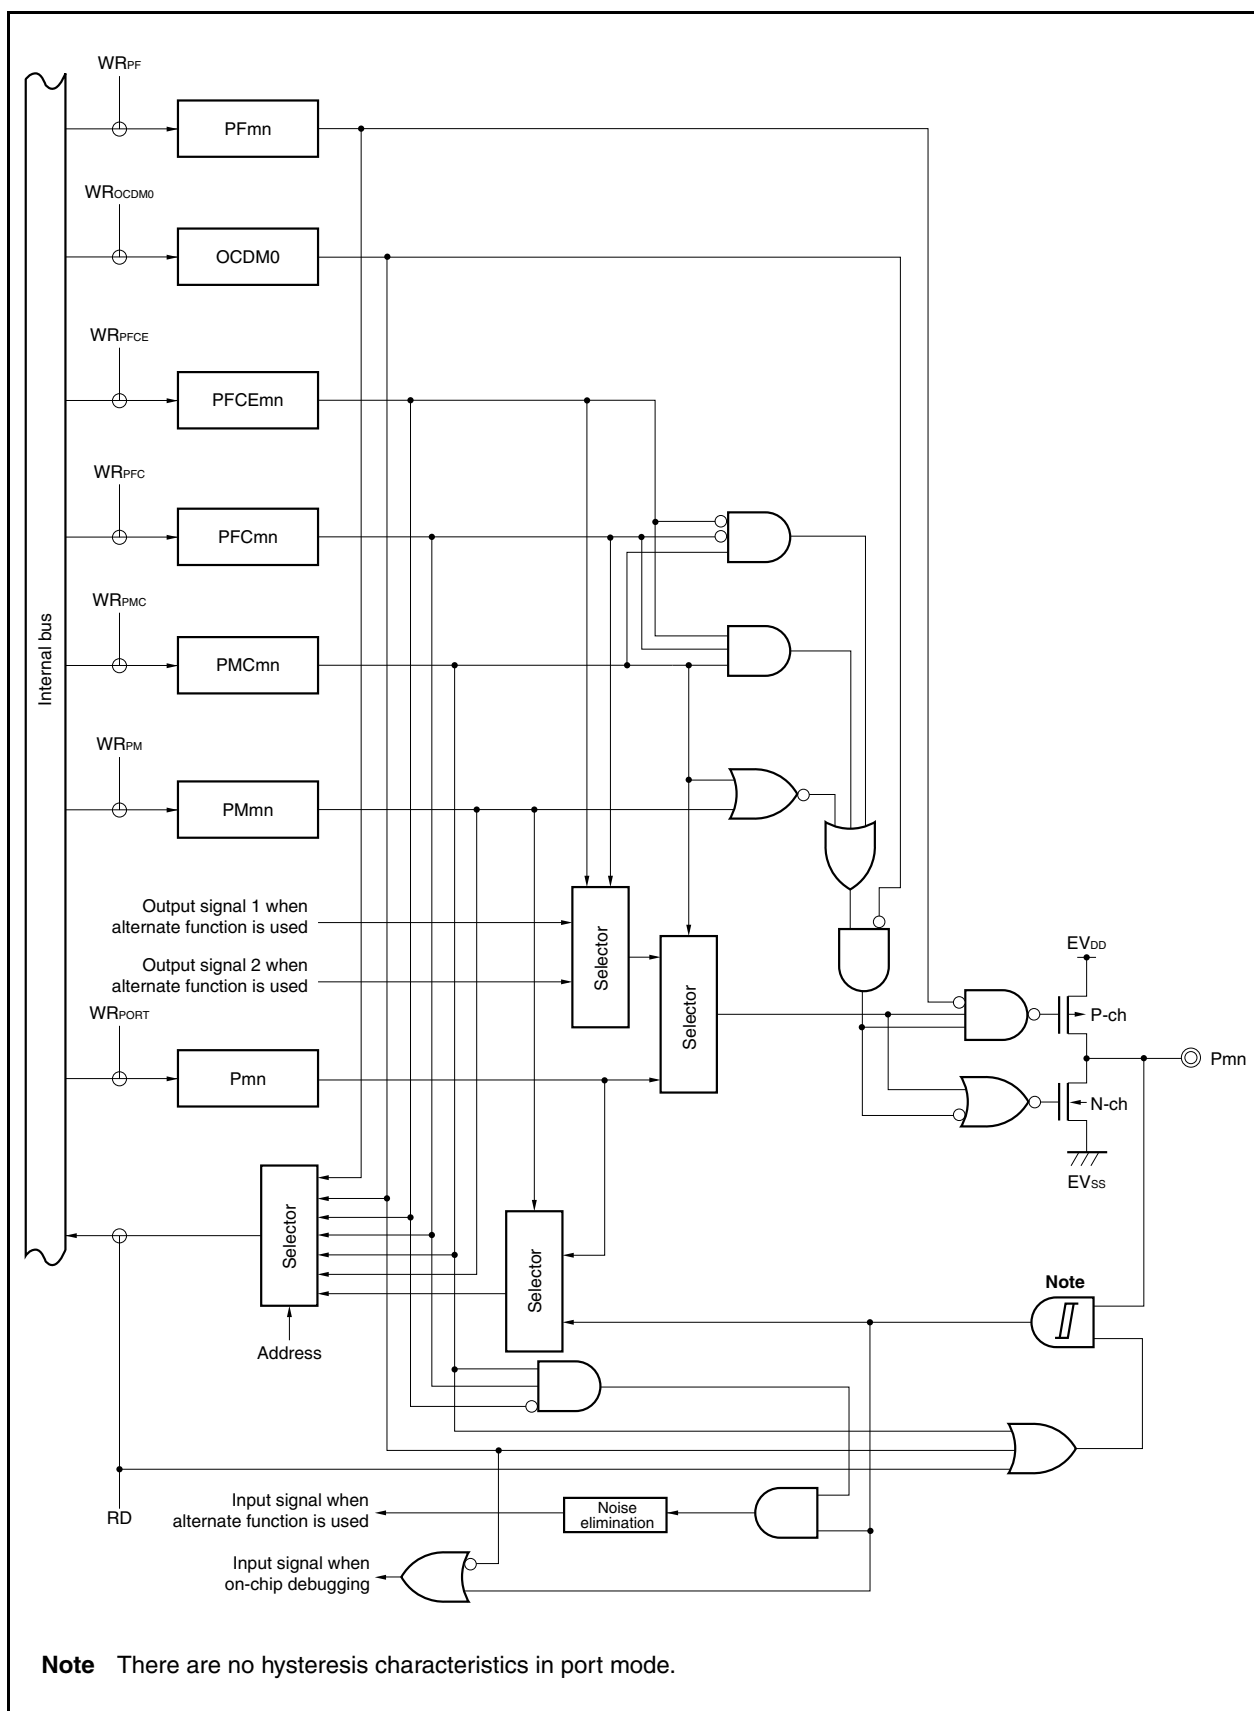 WRPF
PFmn
WROCDM0
OCDM0
WRPFCE
PFCEmn
WRPFC
PFCmn
WRPMC
PMCmn
Internal bus
WRPM
PMmn
Output signal 1 when
alternate function is used
Output signal 2 when
alternate function is used
Selector
Selector
EVDD
P-ch
WRPORT
Pmn
Pmn
N-ch
EVSS
Selector
Selector
Note
Address
RD
Input signal when
alternate function is used
Noise
elimination
Input signal when
on-chip debugging
Note There are no hysteresis characteristics in port mode.